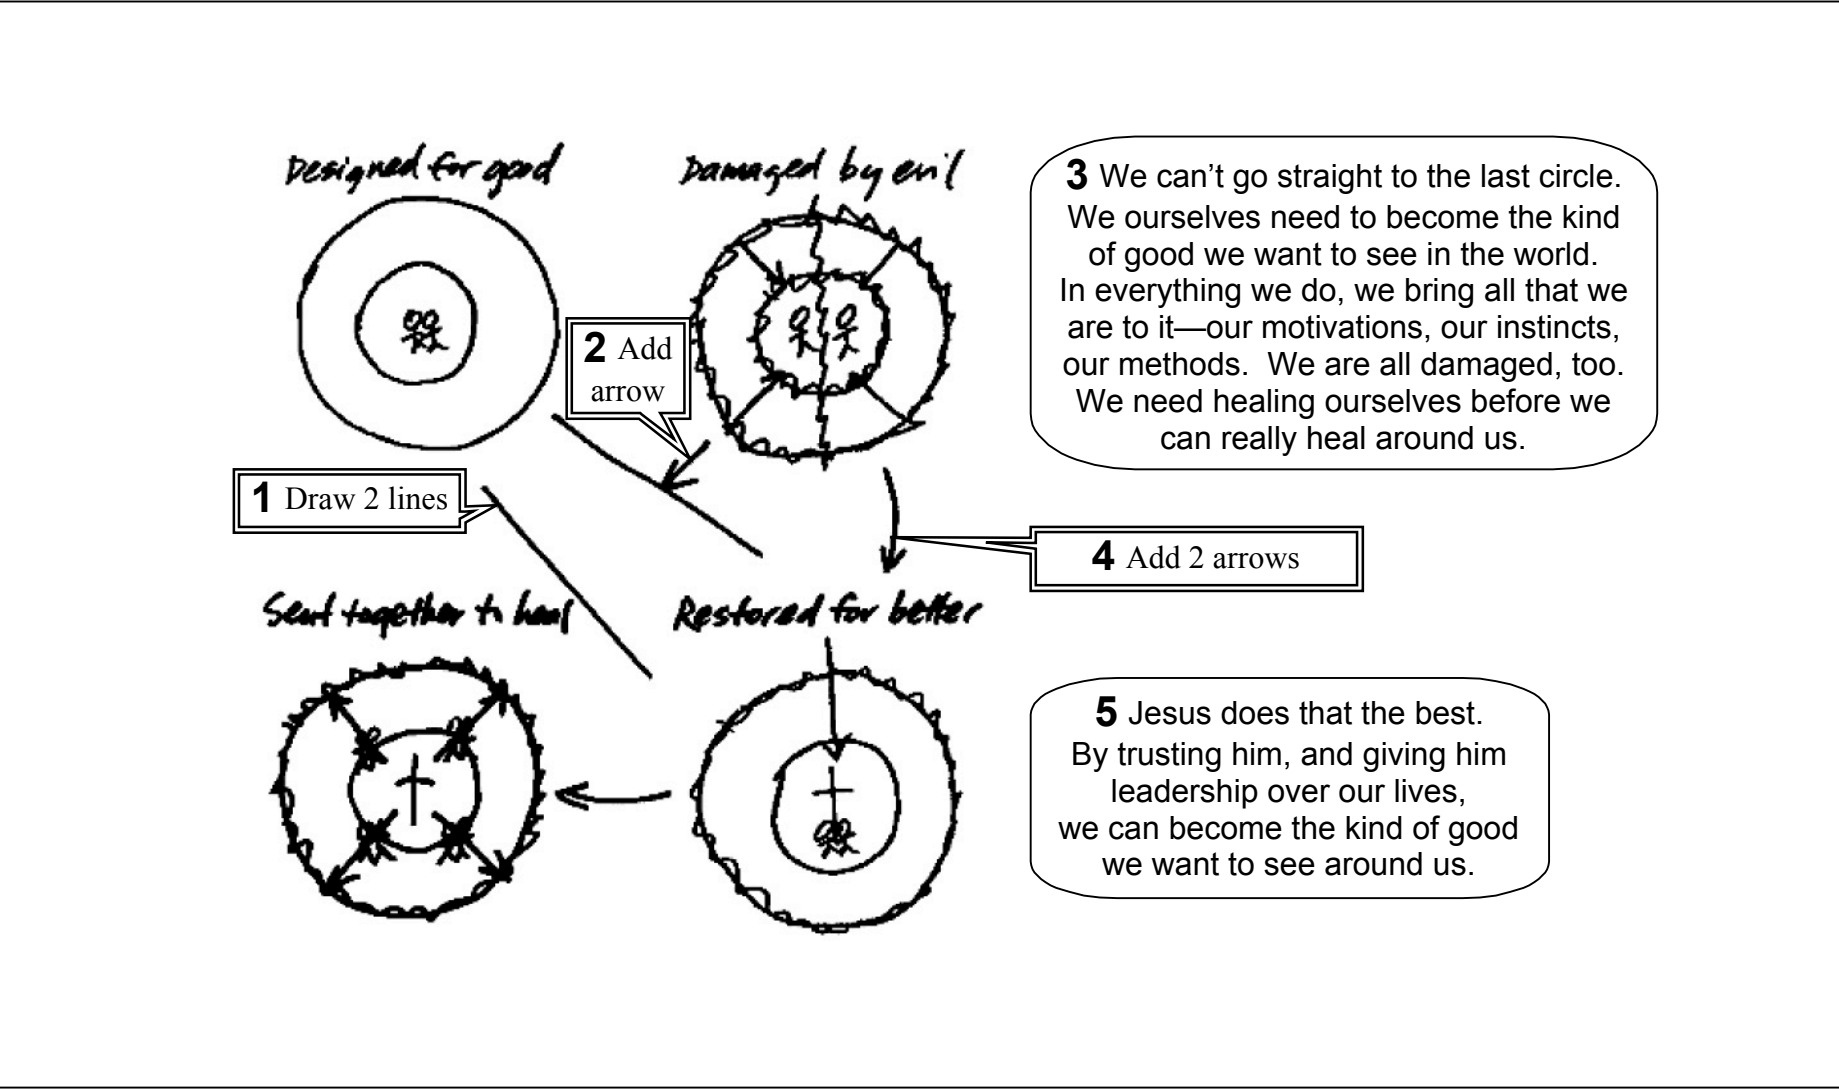 Designed for good
Damaged by evil
3 We can't go straight to the last circle.
We ourselves need to become the kind
of good we want to see in the world.
In everything we do, we bring all that we
are to it—our motivations, our instincts,
our methods.  We are all damaged, too.
We need healing ourselves before we
can really heal around us.
2 Add
arrow
1 Draw 2 lines
4 Add 2 arrows
Sent together to heal
Restored for better
5 Jesus does that the best.
By trusting him, and giving him
leadership over our lives,
we can become the kind of good
we want to see around us.